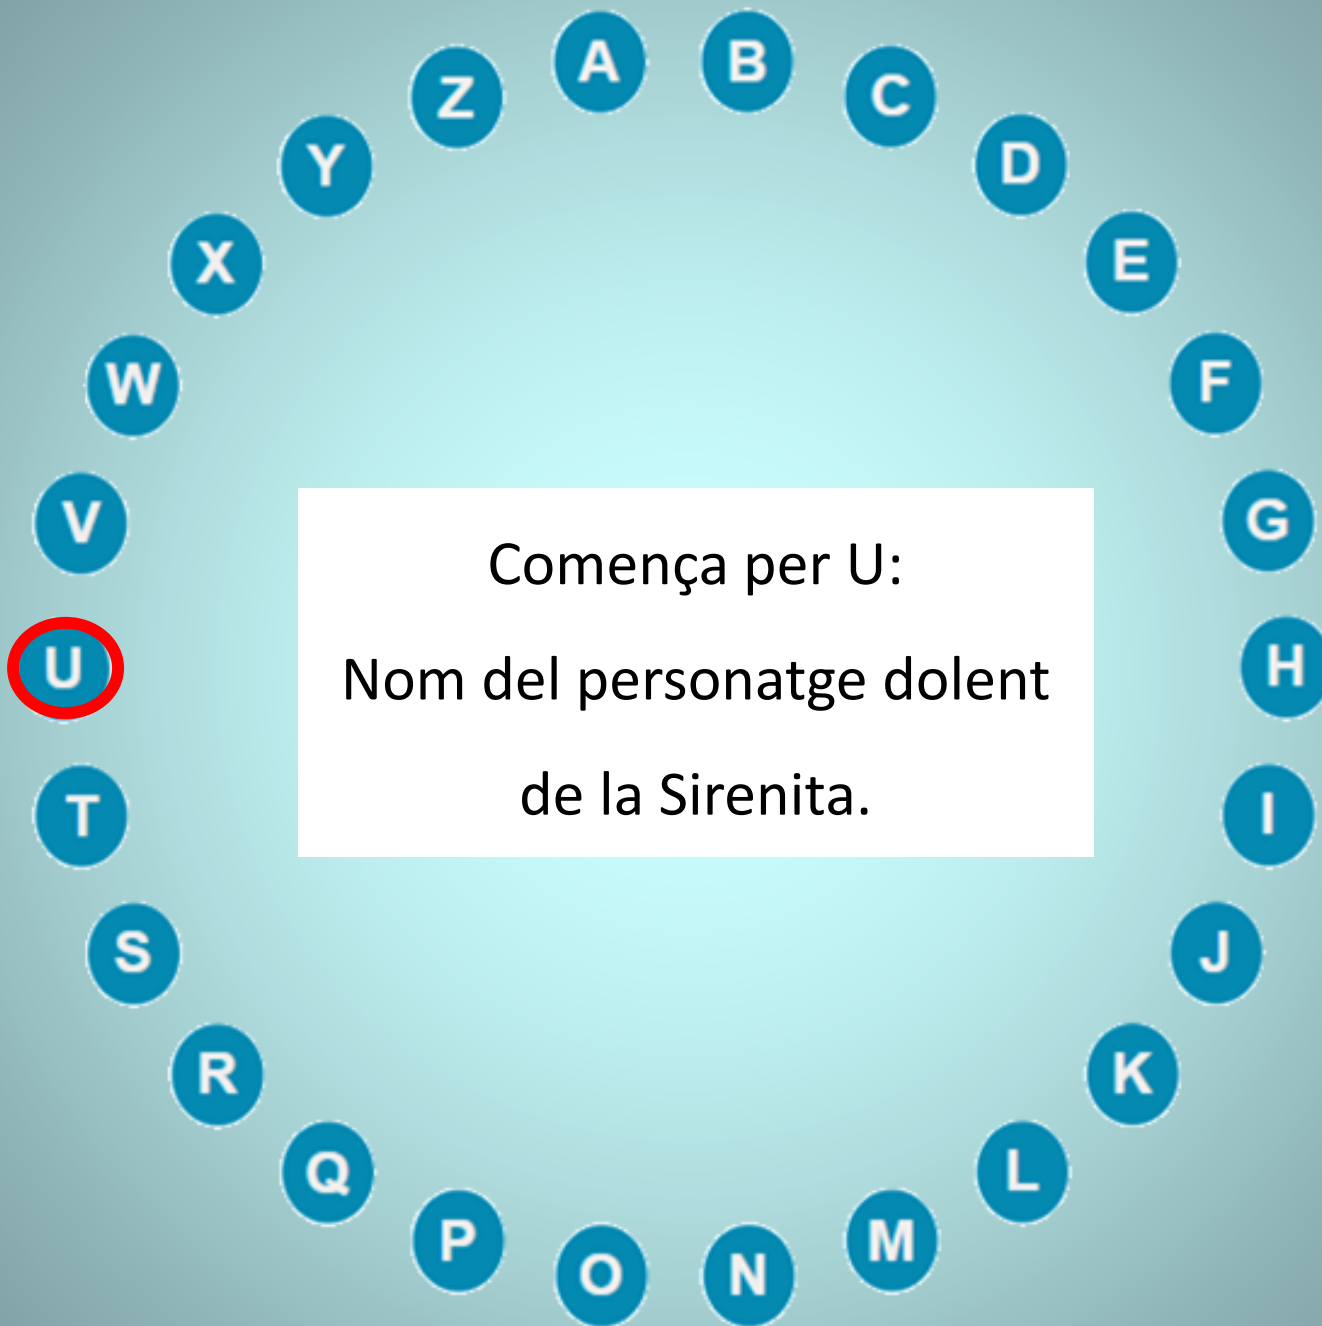 A
B
C
D
E
F
G
H
I
J
K
L
M
N
O
P
Q
R
S
T
U
V
W
X
Y
Z
Comença per U:
Nom del personatge dolent
de la Sirenita.